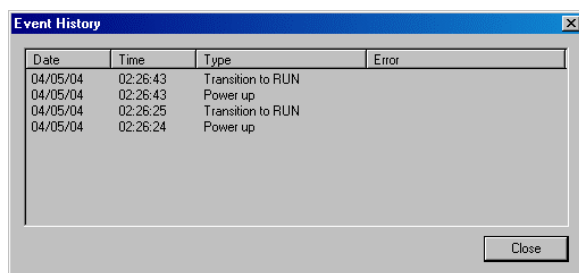 Event History
Date Time Type Error
04/05/04 02:26:43 Transition to RUN
04/05/04 02:26:43 Power up
04/05/04 02:26:25 Transition to RUN
04/05/04 02:26:24 Power up
Close